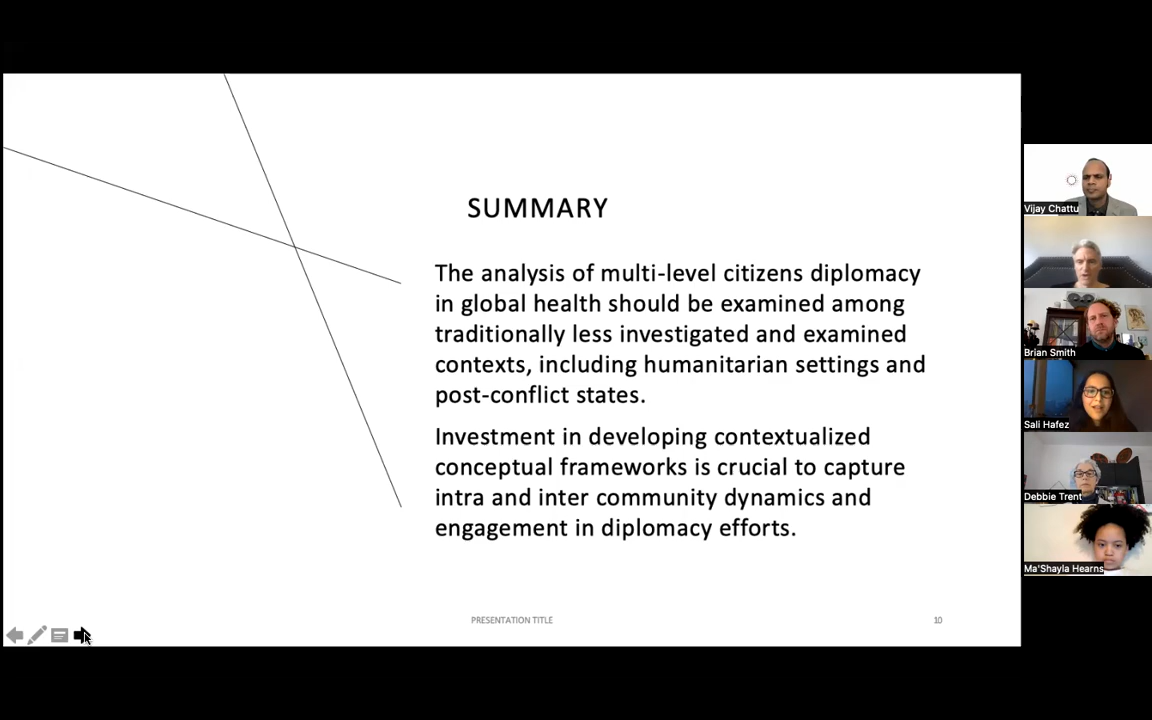 SUMMARY
The analysis of multi-level citizens diplomacy
in global health should be examined among
traditionally less investigated and examined
contexts, including humanitarian settings and
post-conflict states.
Investment in developing contextualized
conceptual frameworks is crucial to capture
intra and inter community dynamics and
engagement in diplomacy efforts.
PRESENTATION TITLE
10
Vijay Chattu
Brian Smith
Sali Hafez
Debbie Trent
Ma'Shayla Hearns